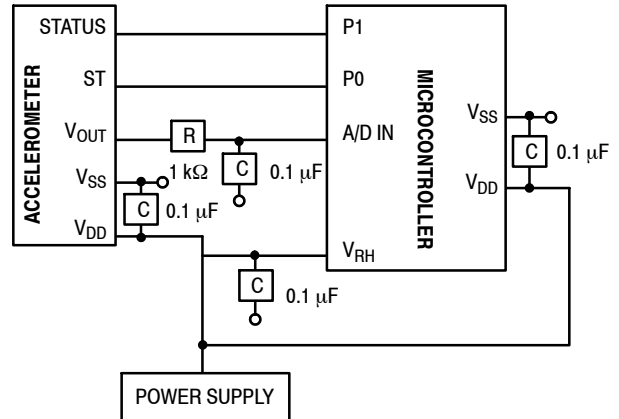 STATUS
P1
ST
P0
V_OUT
R
A/D IN
1 kΩ
C
0.1 μF
V_SS
C
0.1 μF
V_DD
ACCELEROMETER
MICROCONTROLLER
V_SS
C
0.1 μF
V_DD
V_RH
C
0.1 μF
POWER SUPPLY